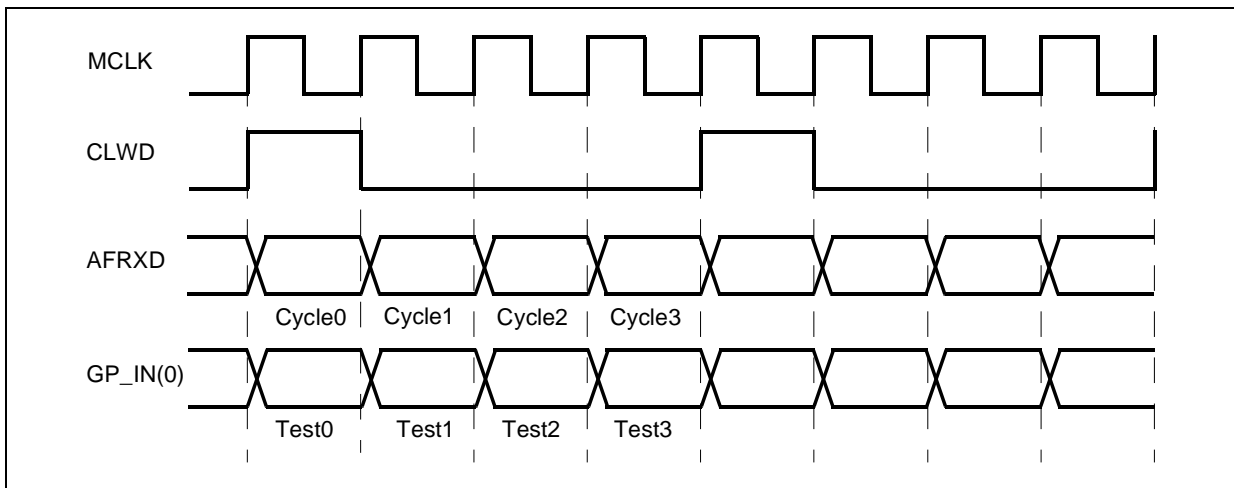 MCLK
CLWD
AFRXD
Cycle0 Cycle1 Cycle2 Cycle3
GP_IN(0)
Test0 Test1 Test2 Test3